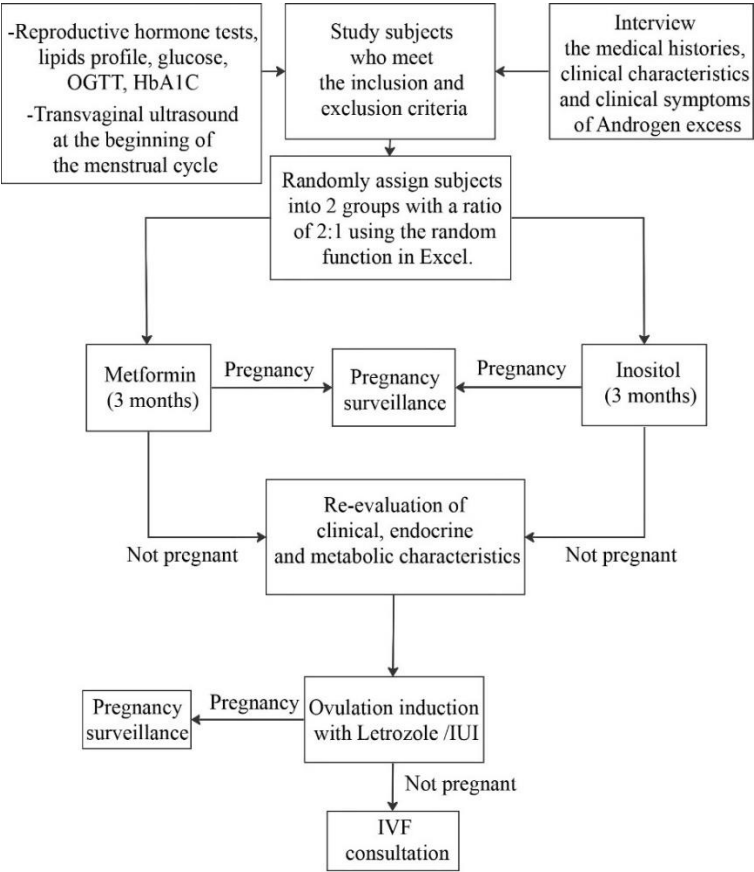 -Reproductive hormone tests,
lipids profile, glucose,
OGTT, HbA1C
-Transvaginal ultrasound
at the beginning of
the menstrual cycle
Study subjects
who meet
the inclusion and
exclusion criteria
Interview
the medical histories,
clinical characteristics
and clinical symptoms
of Androgen excess
Randomly assign subjects
into 2 groups with a ratio
of 2:1 using the random
function in Excel.
Metformin
(3 months)
Pregnancy
Pregnancy
surveillance
Pregnancy
Inositol
(3 months)
Not pregnant
Re-evaluation of
clinical, endocrine
and metabolic characteristics
Not pregnant
Pregnancy
surveillance
Pregnancy
Ovulation induction
with Letrozole /IUI
Not pregnant
IVF
consultation